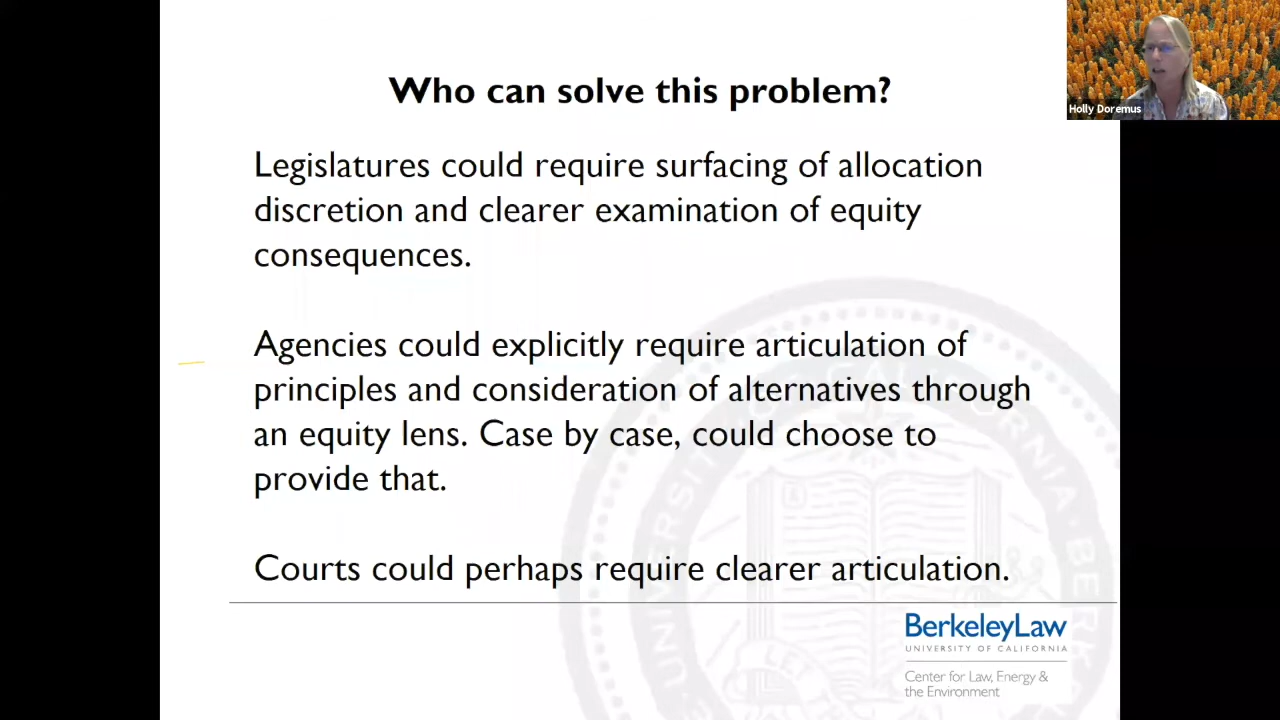 Who can solve this problem?
Holly Doremus
Legislatures could require surfacing of allocation
discretion and clearer examination of equity
consequences.
Agencies could explicitly require articulation of
principles and consideration of alternatives through
an equity lens. Case by case, could choose to
provide that.
Courts could perhaps require clearer articulation.
BerkeleyLaw
UNIVERSITY OF CALIFORNIA
Center for Law, Energy &
the Environment